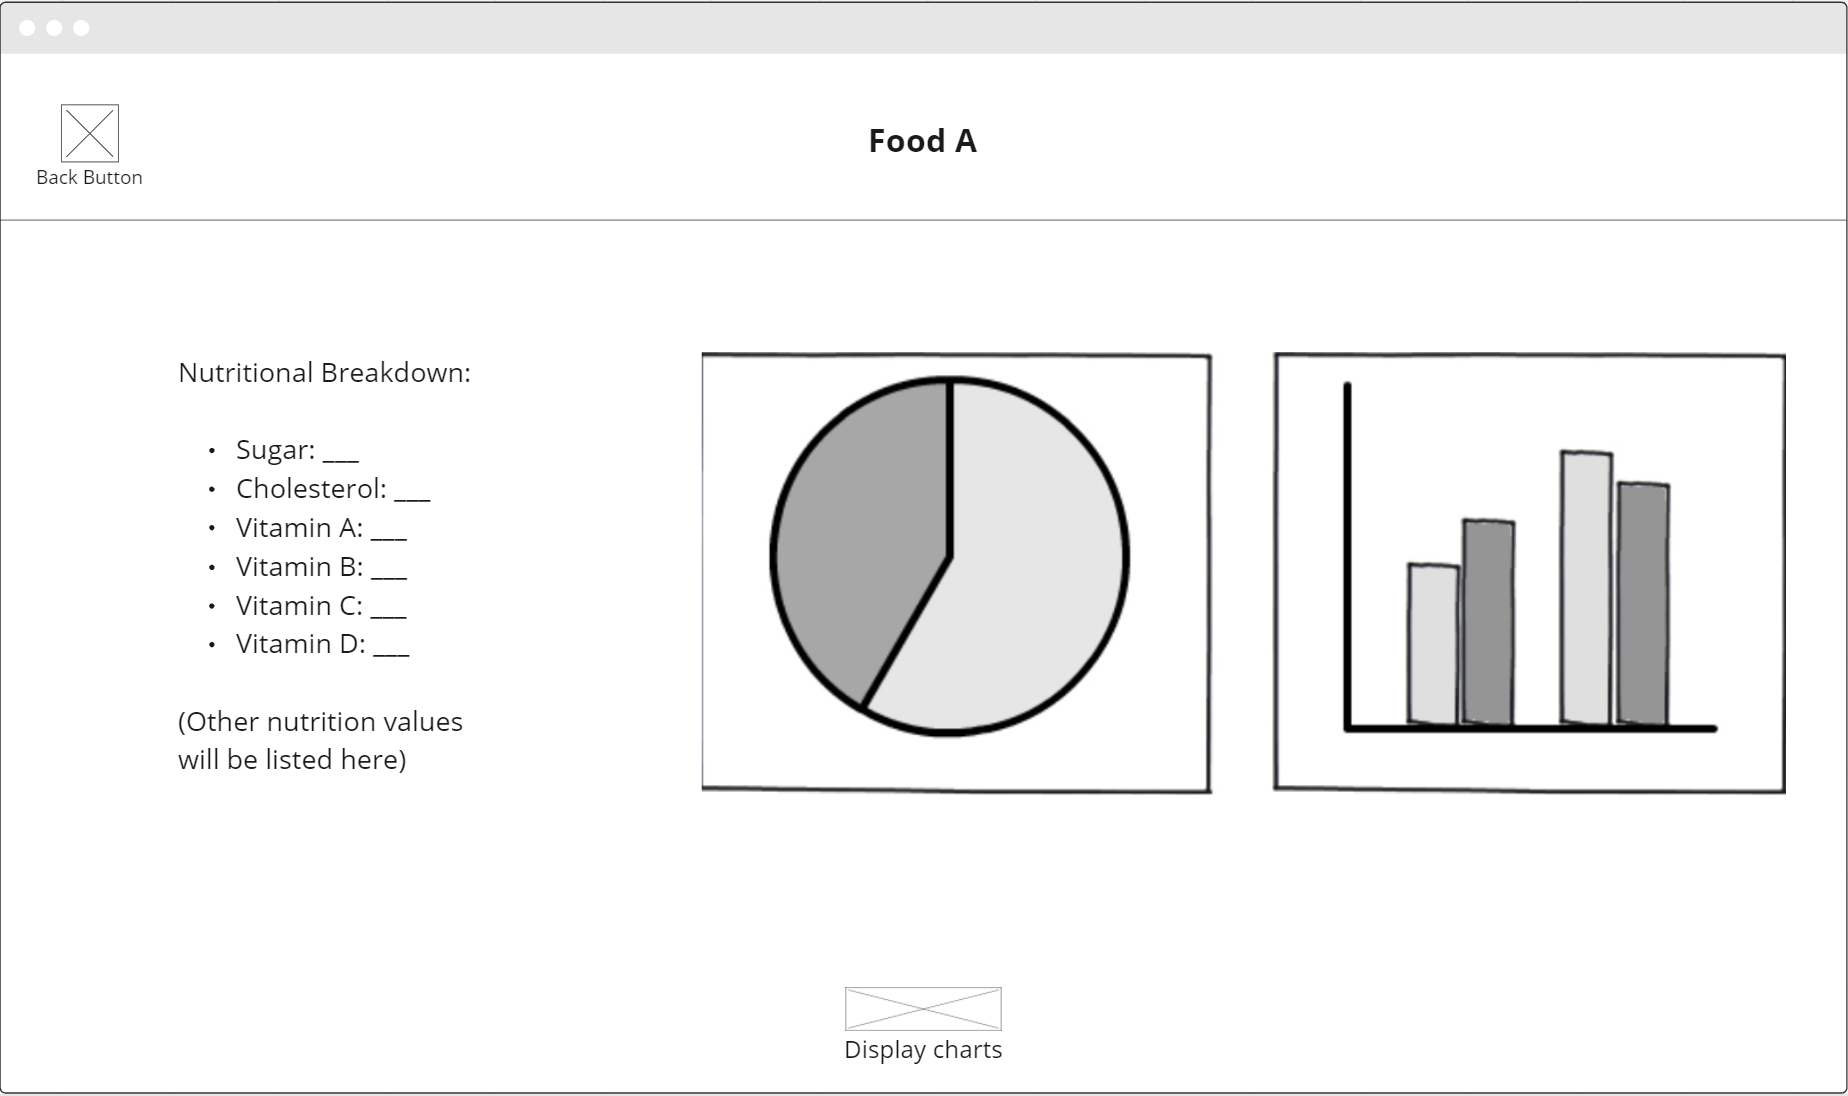 Back Button
Food A
Nutritional Breakdown:
• Sugar: ___
• Cholesterol: ___
• Vitamin A: ___
• Vitamin B: ___
• Vitamin C: ___
• Vitamin D: ___
(Other nutrition values
will be listed here)
Display charts